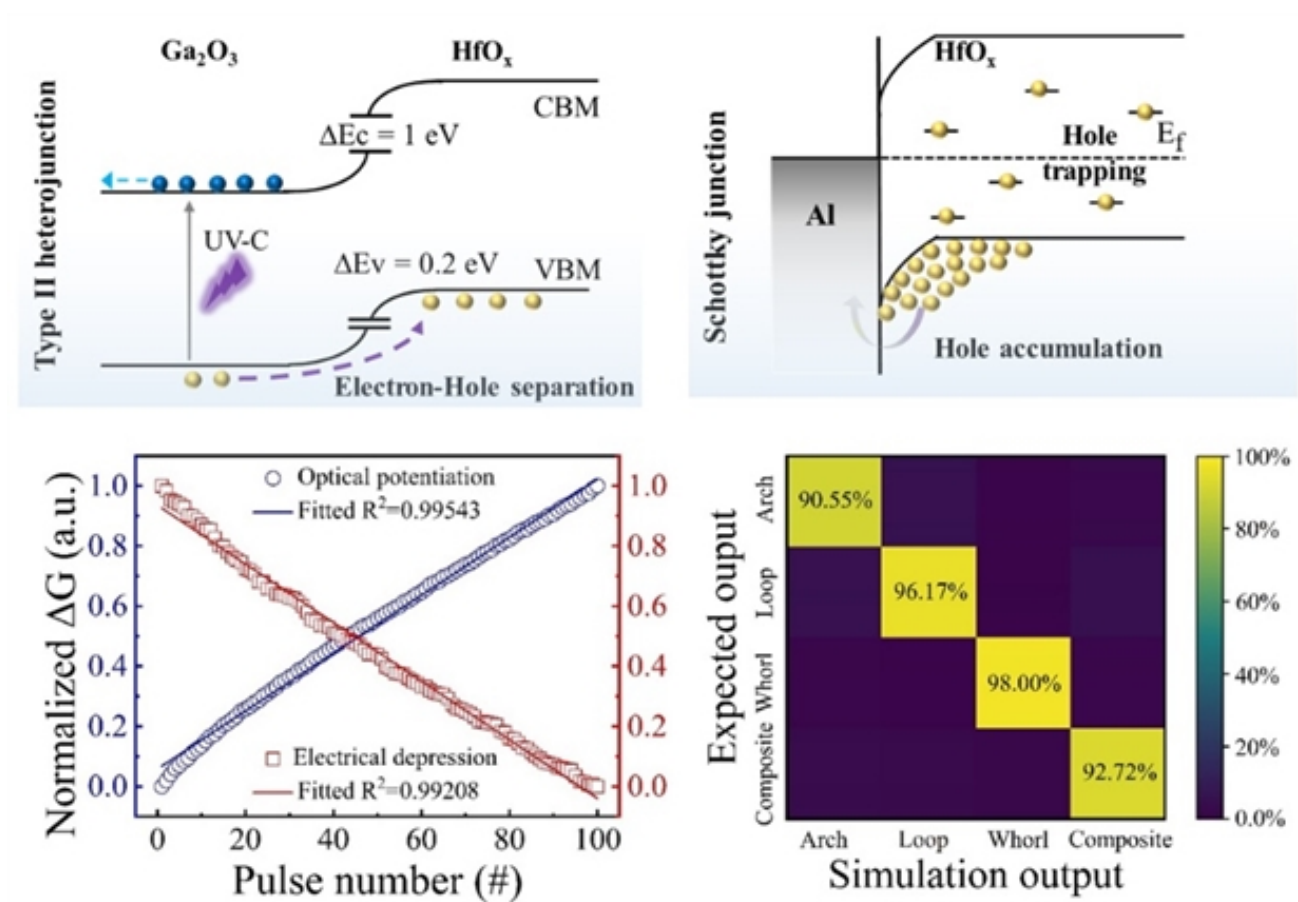 Type II heterojunction
Ga₂O₃
HfOₓ
CBM
ΔEc = 1 eV
UV-C
ΔEv = 0.2 eV
VBM
Electron-Hole separation
Schottky junction
HfOₓ
E_f
Hole
trapping
Al
Hole accumulation
Normalized ΔG (a.u.)
1.0
0.8
0.6
0.4
0.2
0.0
Optical potentiation
Fitted R²=0.99543
Electrical depression
Fitted R²=0.99208
1.0
0.8
0.6
0.4
0.2
0.0
0 20 40 60 80 100
Pulse number (#)
Expected ouput
Arch
Loop
Whorl
Composite
90.55%
96.17%
98.00%
92.72%
Arch Loop Whorl Composite
Simulation output
100%
80%
60%
40%
20%
0.0%